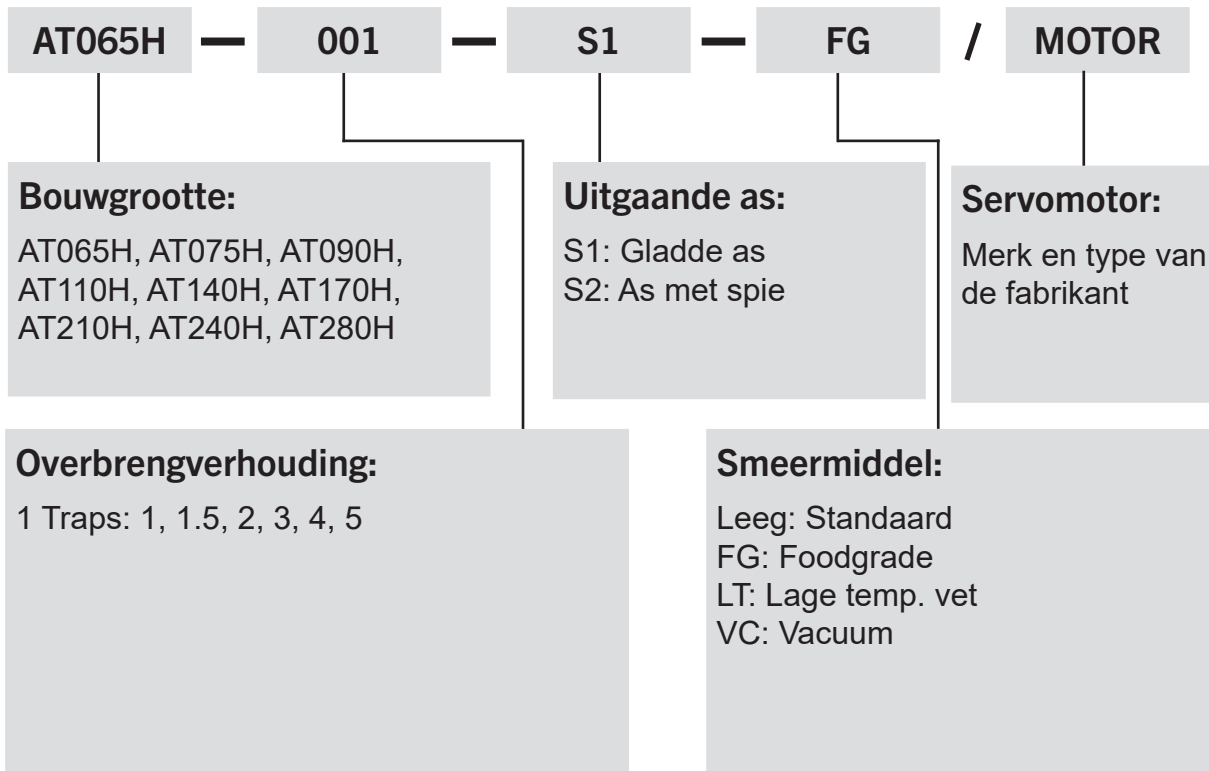 AT065H — 001 — S1 — FG / MOTOR
Bouwgrootte:
AT065H, AT075H, AT090H,
AT110H, AT140H, AT170H,
AT210H, AT240H, AT280H
Uitgaande as:
S1: Gladde as
S2: As met spie
Servomotor:
Merk en type van
de fabrikant
Overbrengverhouding:
1 Traps: 1, 1.5, 2, 3, 4, 5
Smeermiddel:
Leeg: Standaard
FG: Foodgrade
LT: Lage temp. vet
VC: Vacuum